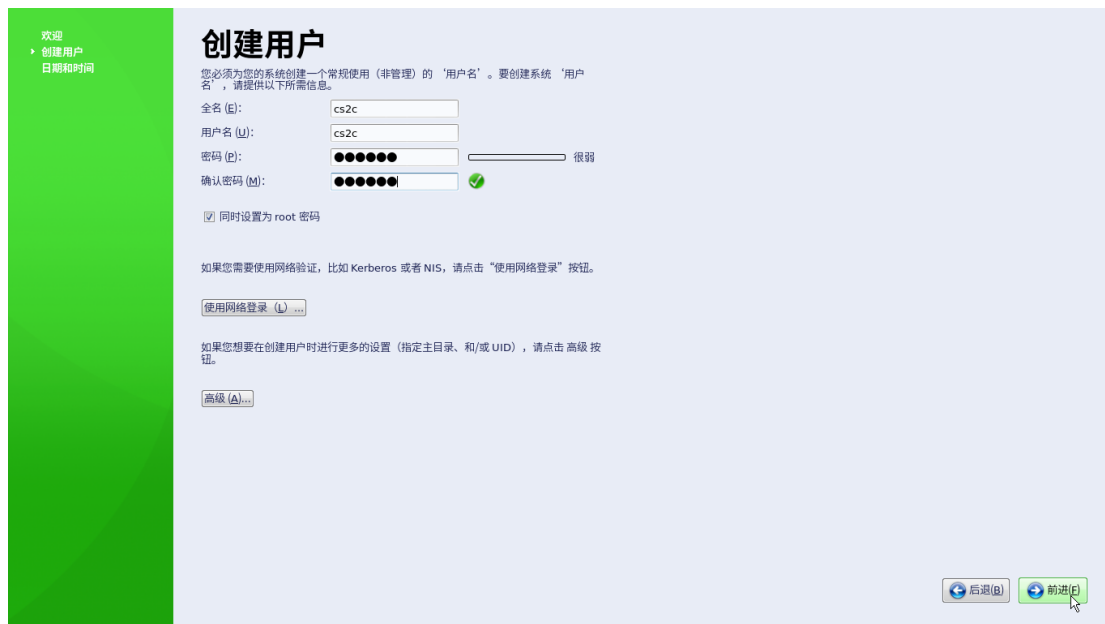 欢迎
创建用户
日期和时间
创建用户
您必须为您的系统创建一个常规使用（非管理）的 ‘用户名’。要创建系统 ‘用户
名’，请提供以下所需信息。
全名 (E)： cs2c
用户名 (U)： cs2c
密码 (P)： ●●●●●● 很弱
确认密码 (M)： ●●●●●●
同时设置为 root 密码
如果您需要使用网络验证，比如 Kerberos 或者 NIS，请点击“使用网络登录”按钮。
使用网络登录（L）...
如果您想要在创建用户时进行更多的设置（指定主目录、和/或 UID），请点击 高级 按
钮。
高级 (A)...
后退(B) 前进(F)